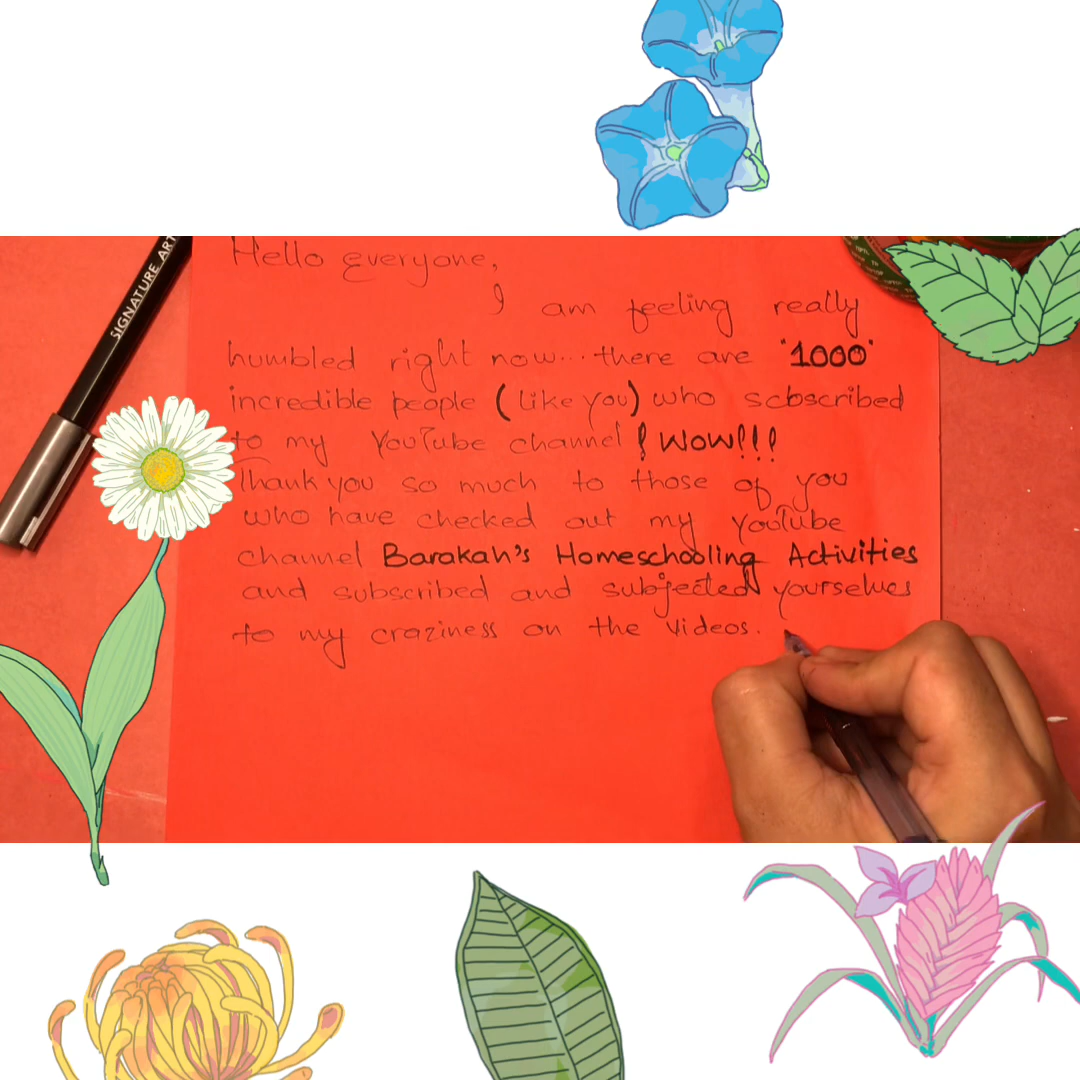 SIGNATURE ART
Hello everyone,
I am feeling really
humbled right now... there are "1000"
incredible people (like you) who scbscribed
to my YouTube channel! WOW!!!
Thank you so much to those of you
who have checked out my YouTube
channel Barakah's Homeschooling Activities
and subscribed and subjected yourselves
to my craziness on the videos.